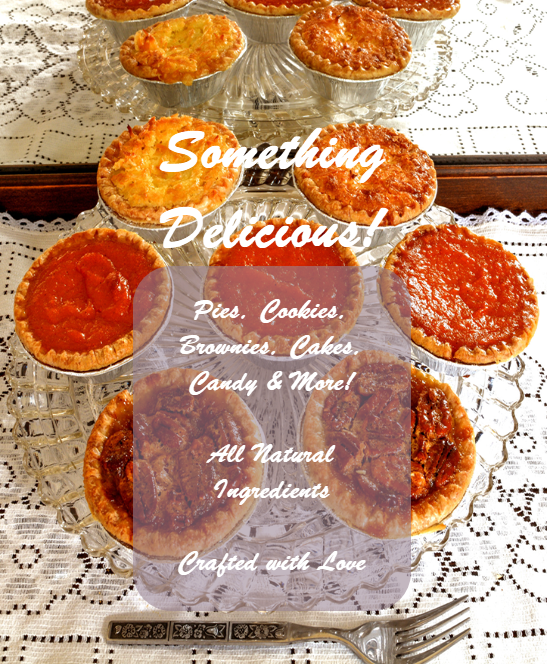 Something
Delicious!
Pies, Cookies,
Brownies, Cakes,
Candy & More!
All Natural
Ingredients
Crafted with Love